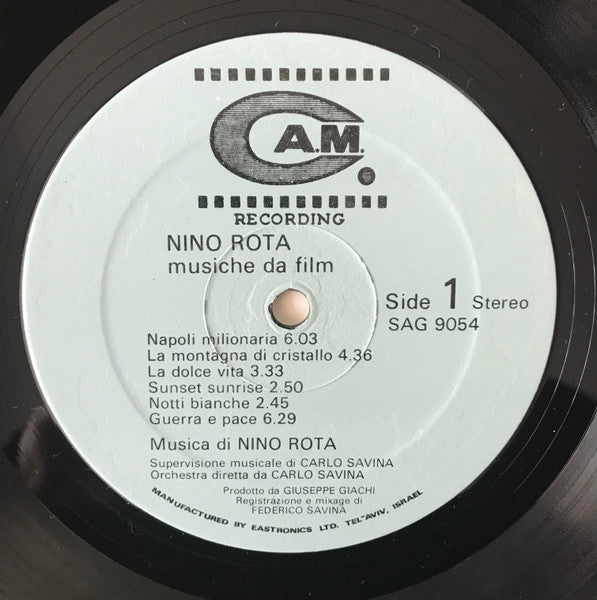 CAM.
RECORDING
NINO ROTA
musiche da film
Side 1 Stereo
SAG 9054
Napoli milionaria 6.03
La montagna di cristallo 4.36
La dolce vita 3.33
Sunset sunrise 2.50
Notti bianche 2.45
Guerra e pace 6.29
Musica di NINO ROTA
Supervisione musicale di CARLO SAVINA
Orchestra diretta da CARLO SAVINA
Prodotto da GIUSEPPE GIACHI
Registrazione e mixage di
FEDERICO SAVINA
MANUFACTURED BY EASTRONICS LTD. TEL-AVIV, ISRAEL